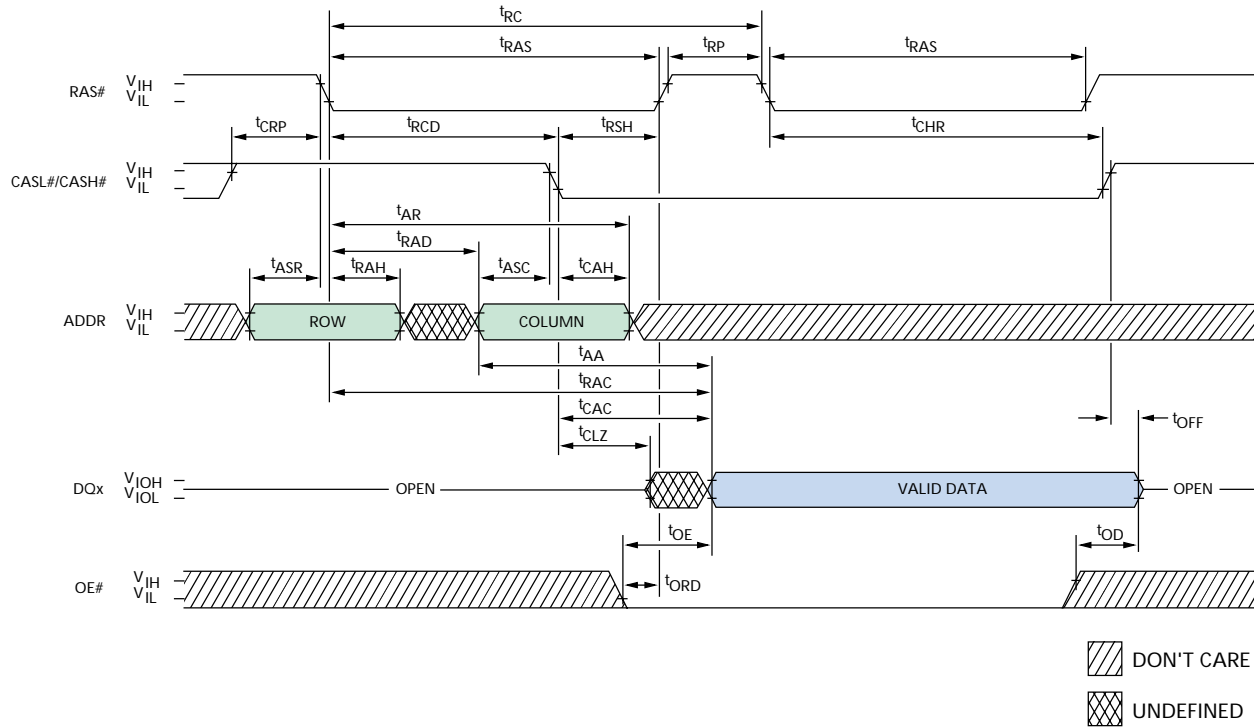 tRC
tRAS
tRP
tRAS
RAS#
VIH
VIL
tCRP
tRCD
tRSH
tCHR
CASL#/CASH#
VIH
VIL
tAR
tRAD
tASR
tRAH
tASC
tCAH
ADDR
VIH
VIL
ROW
COLUMN
tAA
tRAC
tCAC
tCLZ
tOFF
DQx
VIOH
VIOL
OPEN
VALID DATA
OPEN
tOE
tOD
tORD
OE#
VIH
VIL
DON'T CARE
UNDEFINED